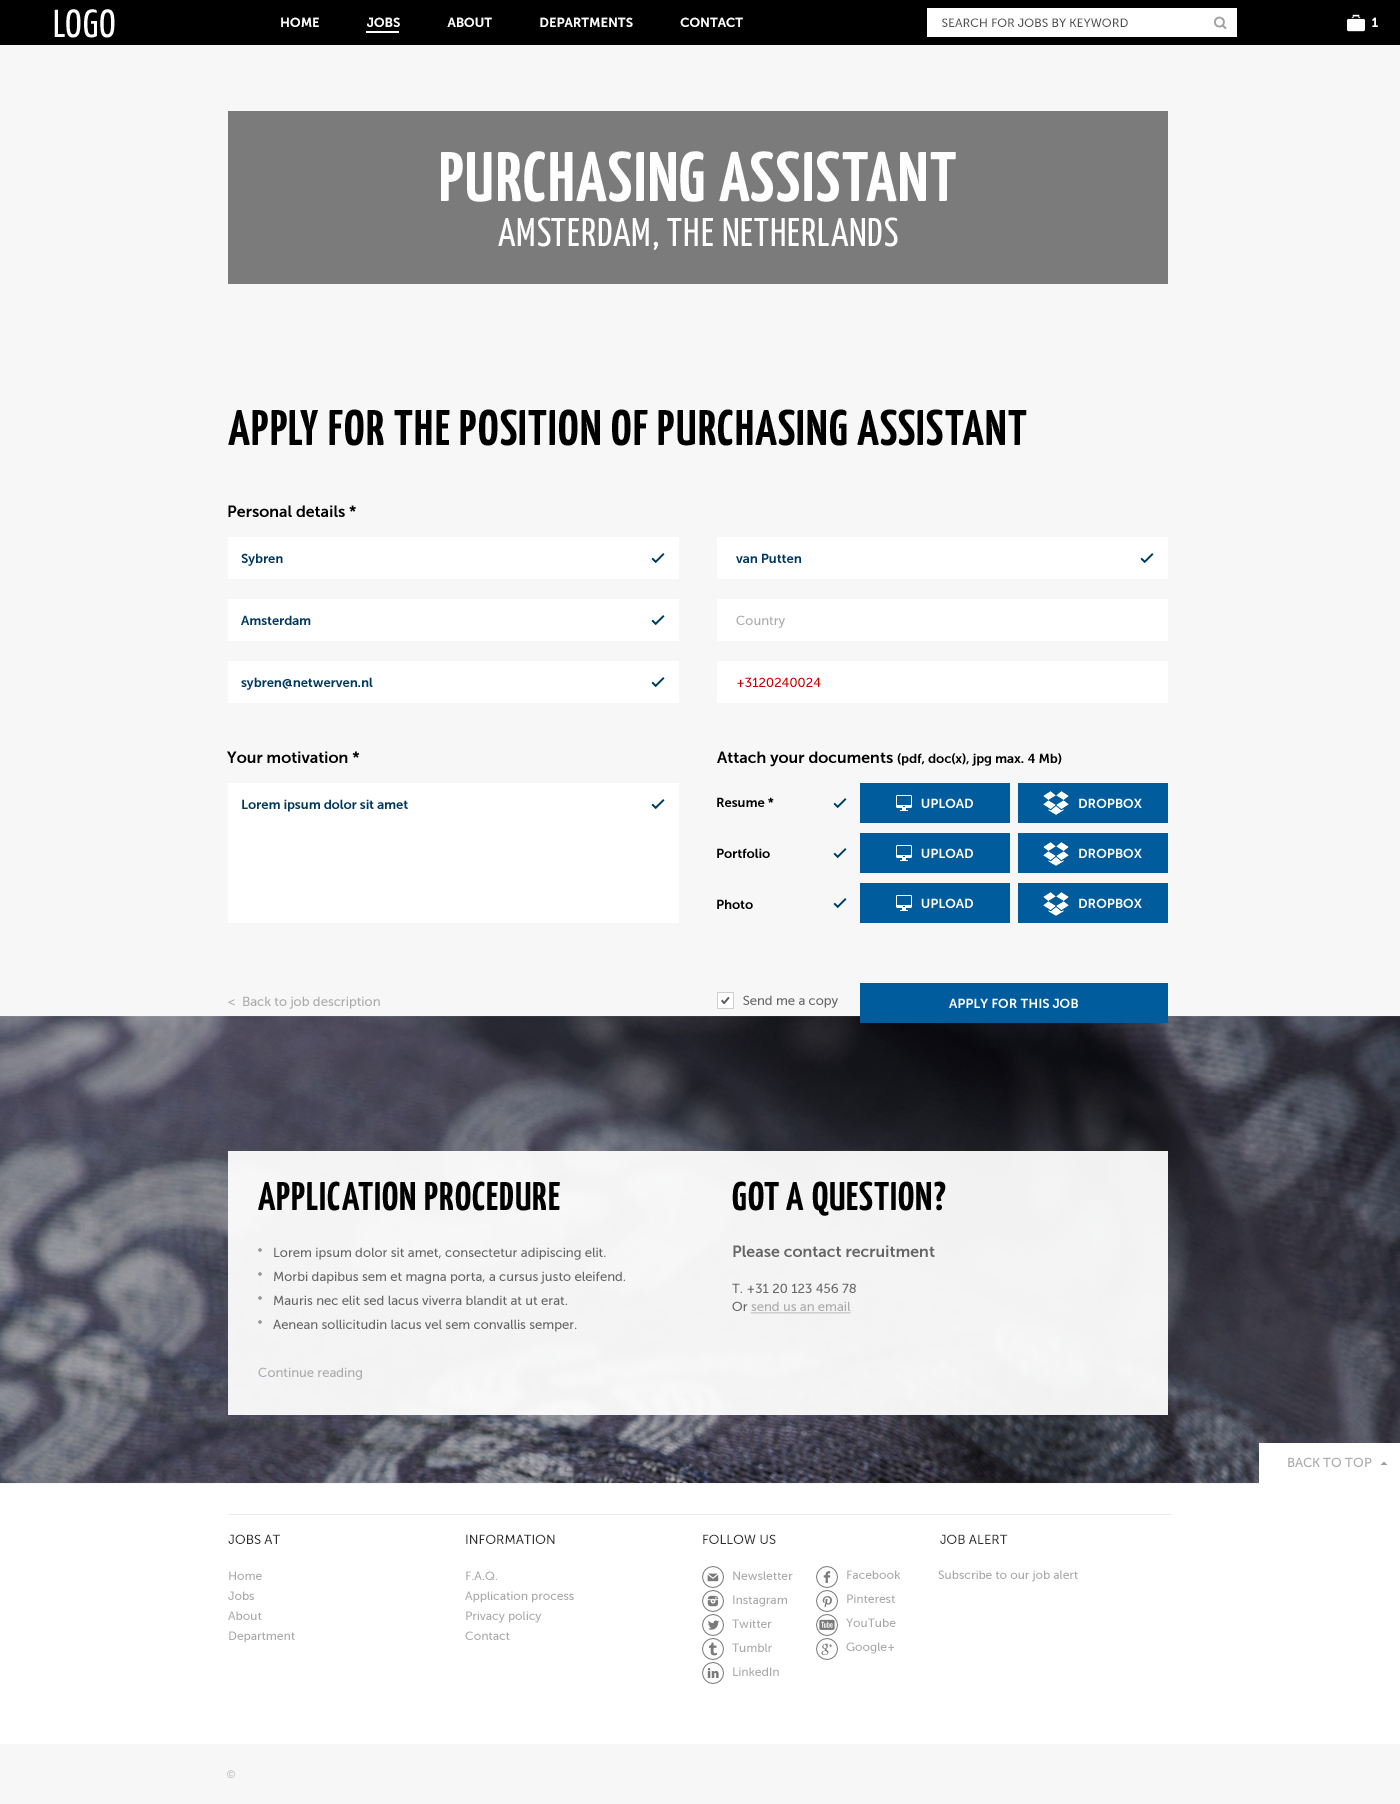 LOGO
HOME JOBS ABOUT DEPARTMENTS CONTACT
SEARCH FOR JOBS BY KEYWORD
1
PURCHASING ASSISTANT
AMSTERDAM, THE NETHERLANDS
APPLY FOR THE POSITION OF PURCHASING ASSISTANT
Personal details *
Sybren
van Putten
Amsterdam
Country
sybren@netwerven.nl
+3120240024
Your motivation *
Lorem ipsum dolor sit amet
Attach your documents (pdf, doc(x), jpg max. 4 Mb)
Resume * UPLOAD DROPBOX
Portfolio UPLOAD DROPBOX
Photo UPLOAD DROPBOX
< Back to job description
Send me a copy
APPLY FOR THIS JOB
APPLICATION PROCEDURE
* Lorem ipsum dolor sit amet, consectetur adipiscing elit.
* Morbi dapibus sem et magna porta, a cursus justo eleifend.
* Mauris nec elit sed lacus viverra blandit at ut erat.
* Aenean sollicitudin lacus vel sem convallis semper.
Continue reading
GOT A QUESTION?
Please contact recruitment
T. +31 20 123 456 78
Or send us an email
BACK TO TOP
JOBS AT
Home
Jobs
About
Department
INFORMATION
F.A.Q.
Application process
Privacy policy
Contact
FOLLOW US
Newsletter
Instagram
Twitter
Tumblr
LinkedIn
Facebook
Pinterest
YouTube
Google+
JOB ALERT
Subscribe to our job alert
©